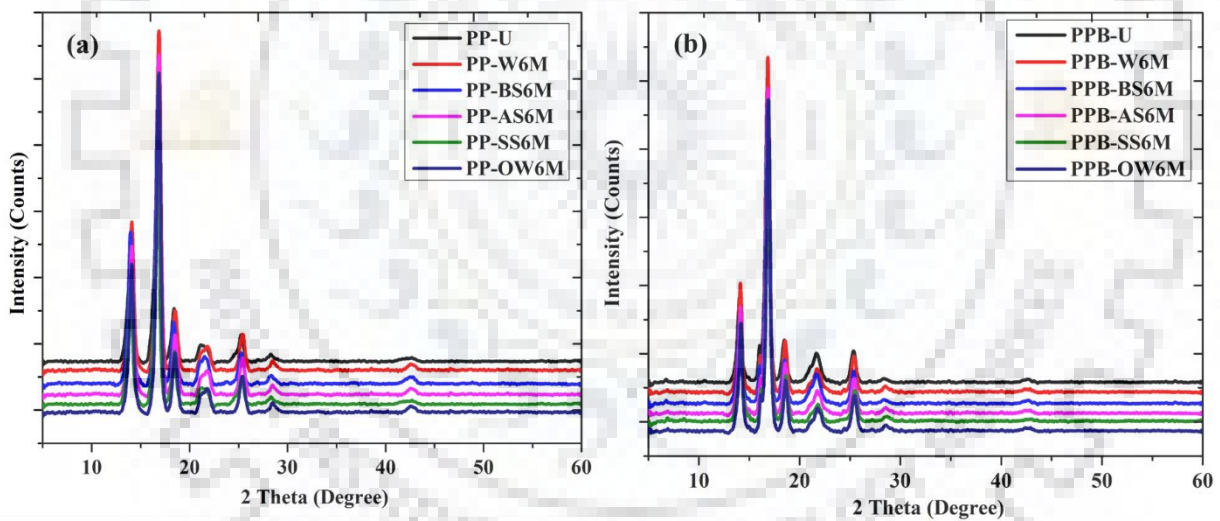 (a)
PP-U
PP-W6M
PP-BS6M
PP-AS6M
PP-SS6M
PP-OW6M
Intensity (Counts)
10 20 30 40 50 60
2 Theta (Degree)
(b)
PPB-U
PPB-W6M
PPB-BS6M
PPB-AS6M
PPB-SS6M
PPB-OW6M
Intensity (Counts)
10 20 30 40 50 60
2 Theta (Degree)